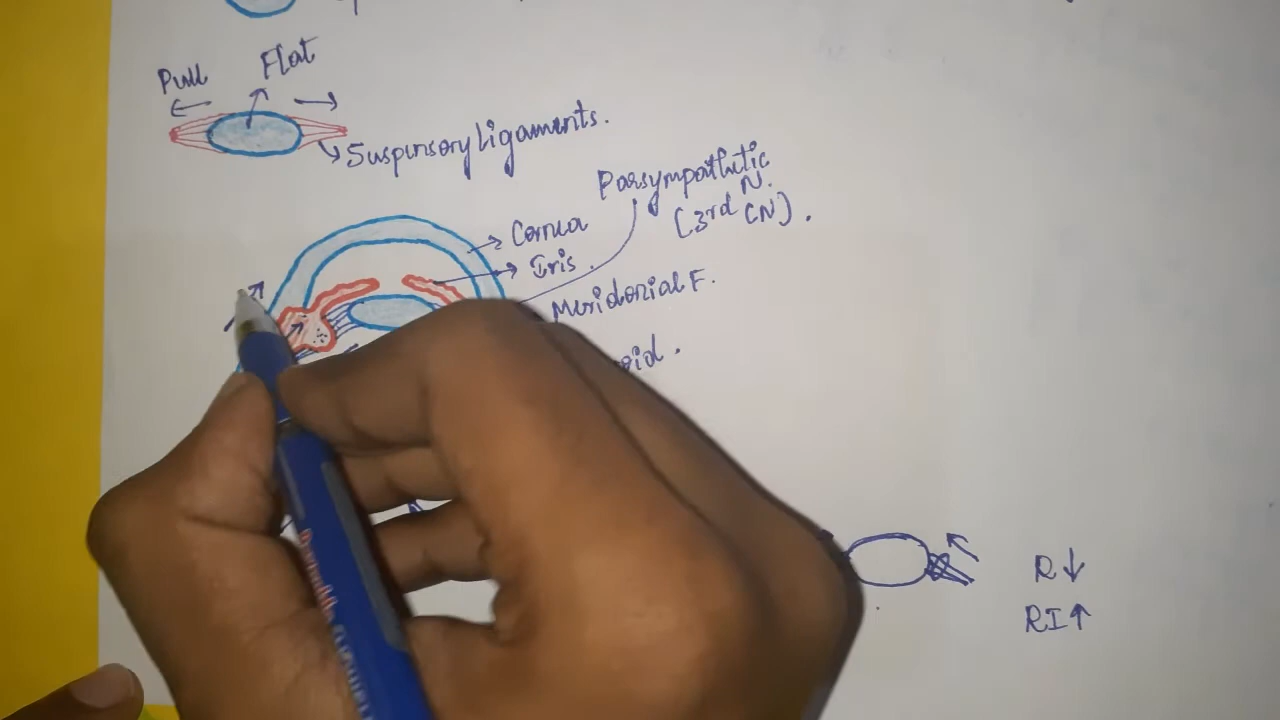 Pull
Flat
Suspensory Ligaments.
Parsympathetic
N.
(3rd CN).
Cornea
Iris.
Meridonial F.
R↓
RI↑